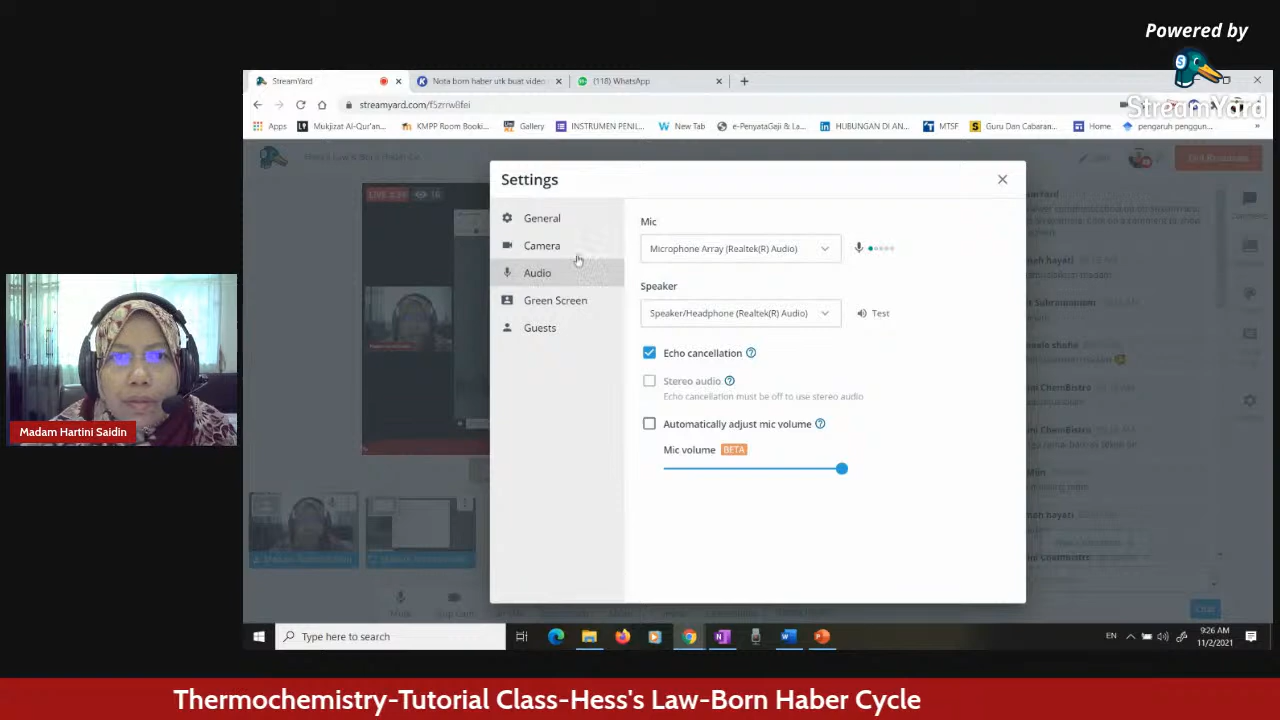 Powered by
StreamYard
StreamYard
Nota born haber utk buat video
(118) WhatsApp
streamyard.com/f5zrrw8fei
Apps
Mukjizat Al-Qur'an...
KMPP Room Booki...
Gallery
INSTRUMEN PENIL...
New Tab
e-PenyataGaji & La...
HUBUNGAN DI AN...
MTSF
Guru Dan Cabaran...
Home
pengaruh penggun...
Settings
General
Camera
Audio
Green Screen
Guests
Mic
Microphone Array (Realtek(R) Audio)
Speaker
Speaker/Headphone (Realtek(R) Audio)
Test
Echo cancellation
Stereo audio
Echo cancellation must be off to use stereo audio
Automatically adjust mic volume
Mic volume BETA
Madam Hartini Saidin
Type here to search
EN
9:26 AM
11/2/2021
Thermochemistry-Tutorial Class-Hess's Law-Born Haber Cycle